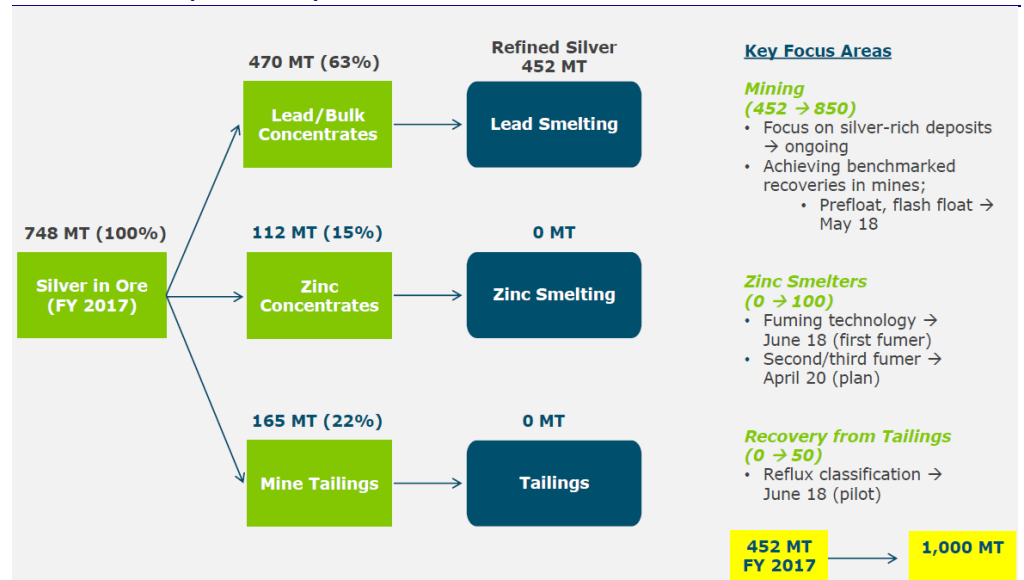 470 MT (63%)
Lead/Bulk
Concentrates
Refined Silver
452 MT
Lead Smelting
748 MT (100%)
Silver in Ore
(FY 2017)
112 MT (15%)
Zinc
Concentrates
0 MT
Zinc Smelting
165 MT (22%)
Mine Tailings
0 MT
Tailings
Key Focus Areas
Mining
(452 → 850)
• Focus on silver-rich deposits
→ ongoing
• Achieving benchmarked
recoveries in mines;
• Prefloat, flash float →
May 18
Zinc Smelters
(0 → 100)
• Fuming technology →
June 18 (first fumer)
• Second/third fumer →
April 20 (plan)
Recovery from Tailings
(0 → 50)
• Reflux classification →
June 18 (pilot)
452 MT
FY 2017
1,000 MT